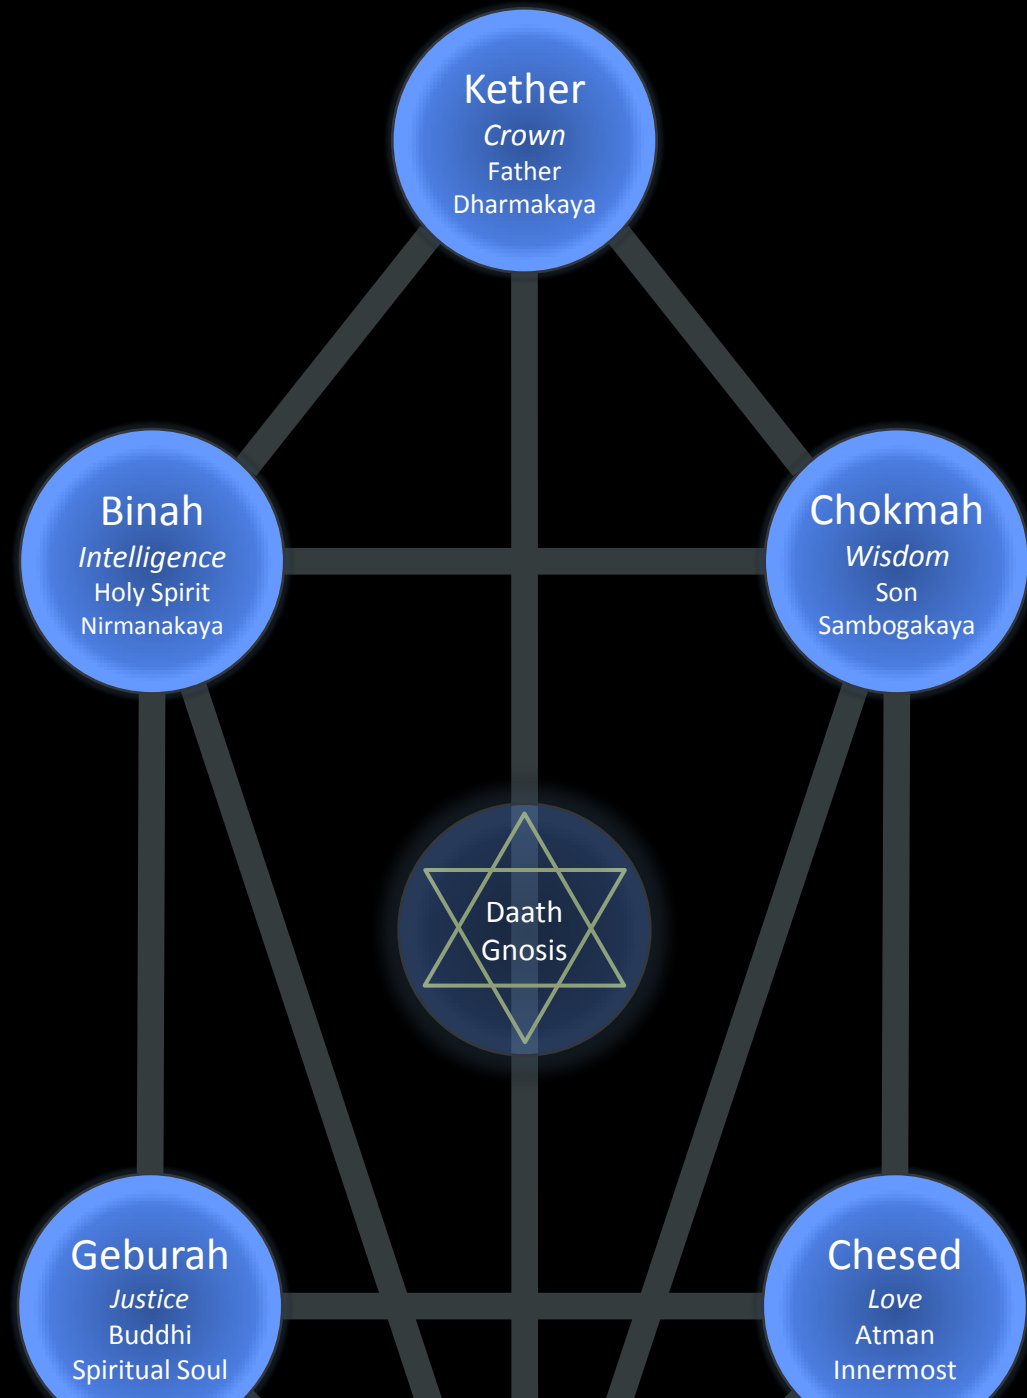 Kether
Crown
Father
Dharmakaya
Binah
Intelligence
Holy Spirit
Nirmanakaya
Chokmah
Wisdom
Son
Sambogakaya
Daath
Gnosis
Geburah
Justice
Buddhi
Spiritual Soul
Chesed
Love
Atman
Innermost